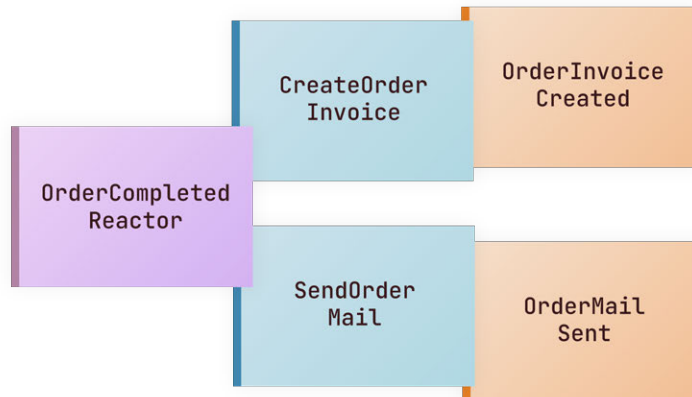 OrderCompleted
Reactor
CreateOrder
Invoice
OrderInvoice
Created
SendOrder
Mail
OrderMail
Sent